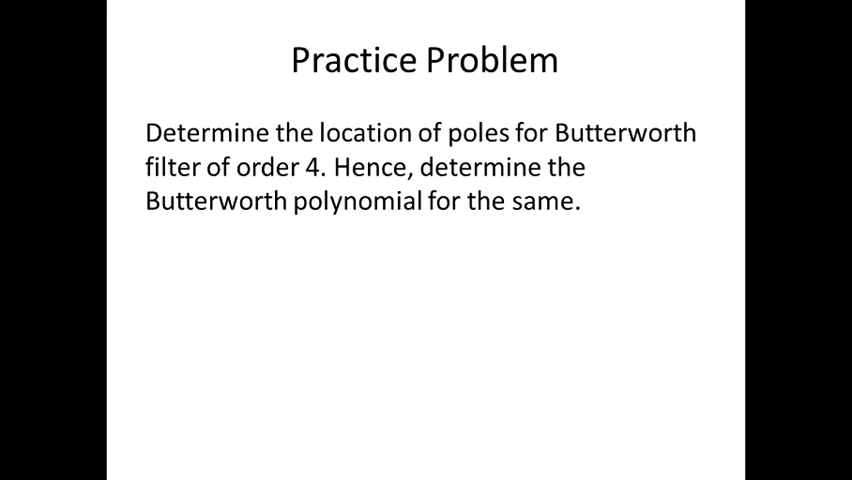 Practice Problem
Determine the location of poles for Butterworth
filter of order 4. Hence, determine the
Butterworth polynomial for the same.